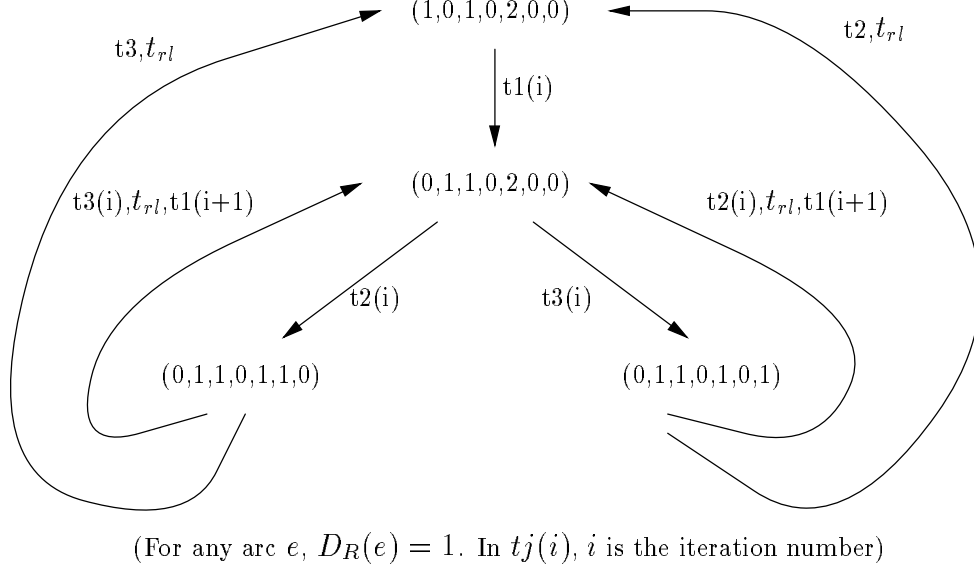 (1,0,1,0,2,0,0)
t3,t_{rl}
t2,t_{rl}
t1(i)
(0,1,1,0,2,0,0)
t3(i),t_{rl},t1(i+1)
t2(i),t_{rl},t1(i+1)
t2(i)
t3(i)
(0,1,1,0,1,1,0)
(0,1,1,0,1,0,1)
(For any arc e, D_R(e) = 1. In tj(i), i is the iteration number)